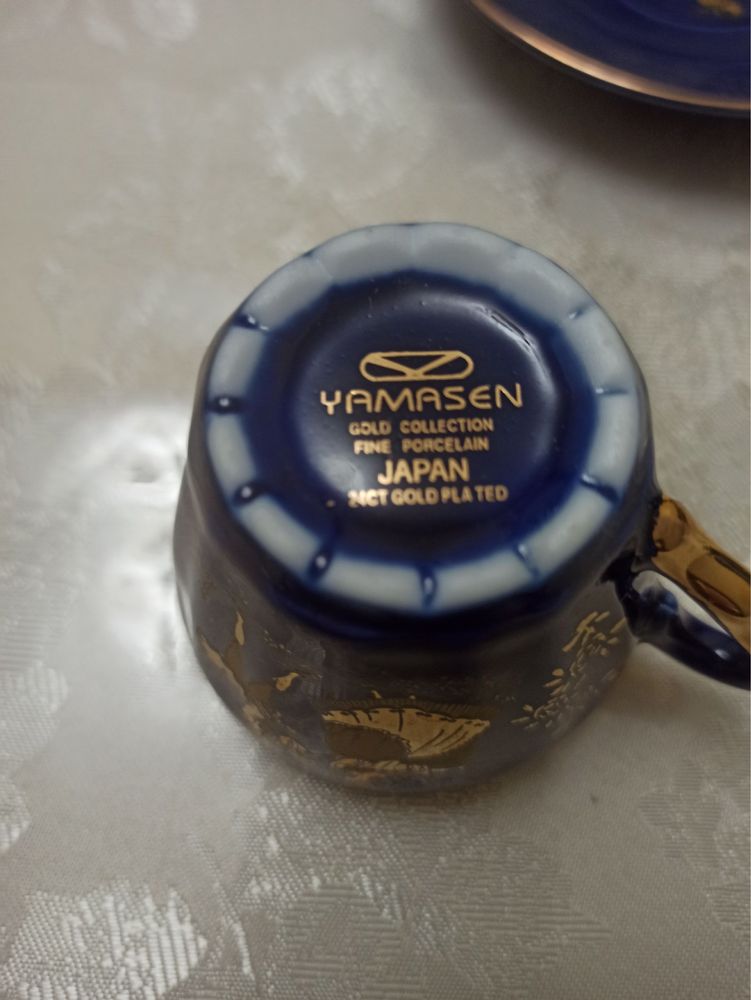 YAMASEN
GOLD COLLECTION
FINE PORCELAIN
JAPAN
24CT GOLD PLATED